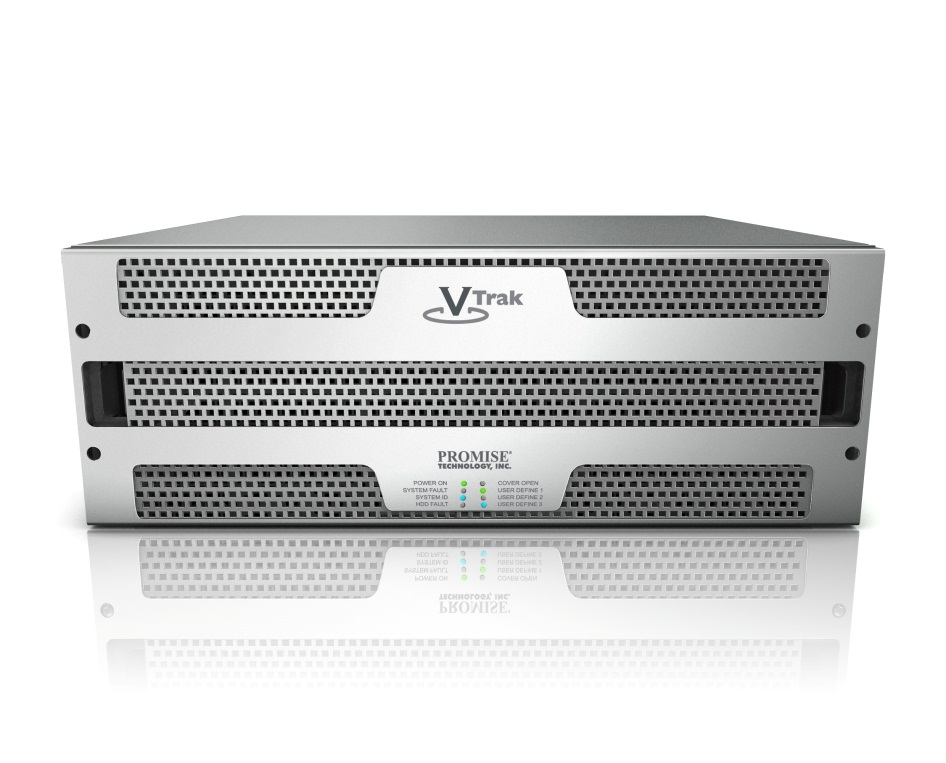 VTrak
PROMISE®
TECHNOLOGY, INC.
POWER ON COVER OPEN
SYSTEM FAULT USER DEFINE 1
SYSTEM ID USER DEFINE 2
HDD FAULT USER DEFINE 3